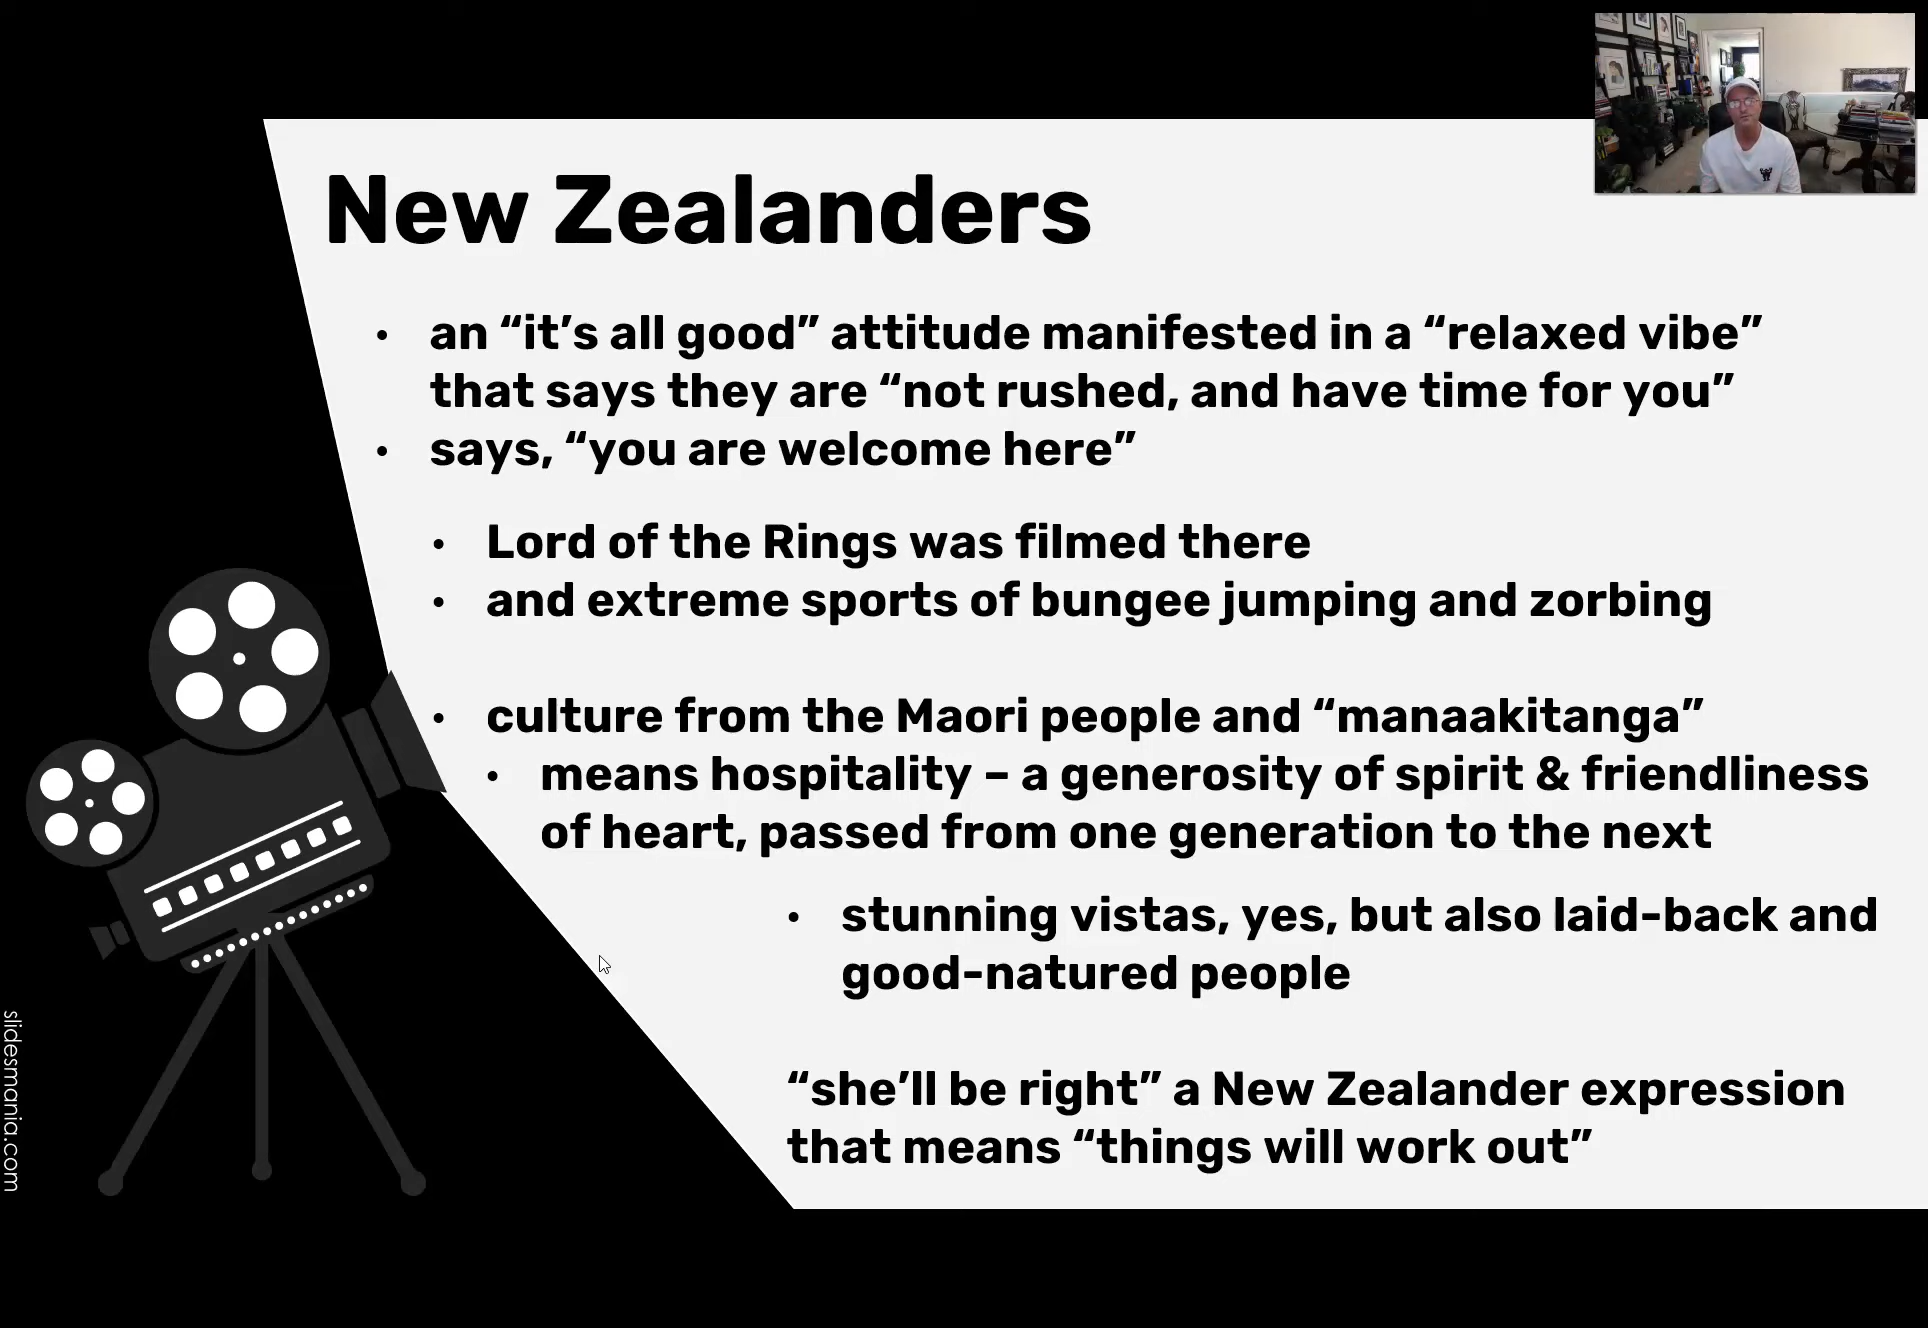 New Zealanders
• an “it’s all good” attitude manifested in a “relaxed vibe”
that says they are “not rushed, and have time for you”
• says, “you are welcome here”
• Lord of the Rings was filmed there
• and extreme sports of bungee jumping and zorbing
• culture from the Maori people and “manaakitanga”
• means hospitality – a generosity of spirit & friendliness
of heart, passed from one generation to the next
• stunning vistas, yes, but also laid-back and
good-natured people
“she’ll be right” a New Zealander expression
that means “things will work out”
slidesmania.com